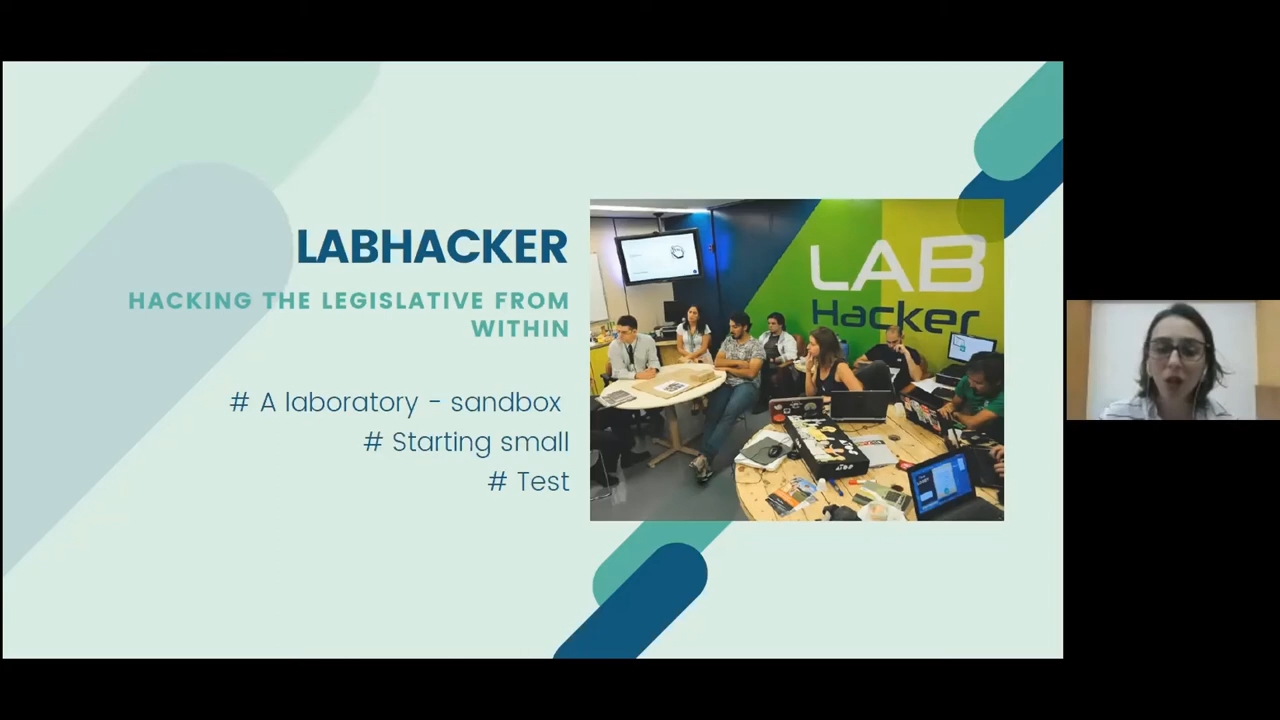 LABHACKER
HACKING THE LEGISLATIVE FROM
WITHIN
# A laboratory - sandbox
# Starting small
# Test
LAB
Hacker